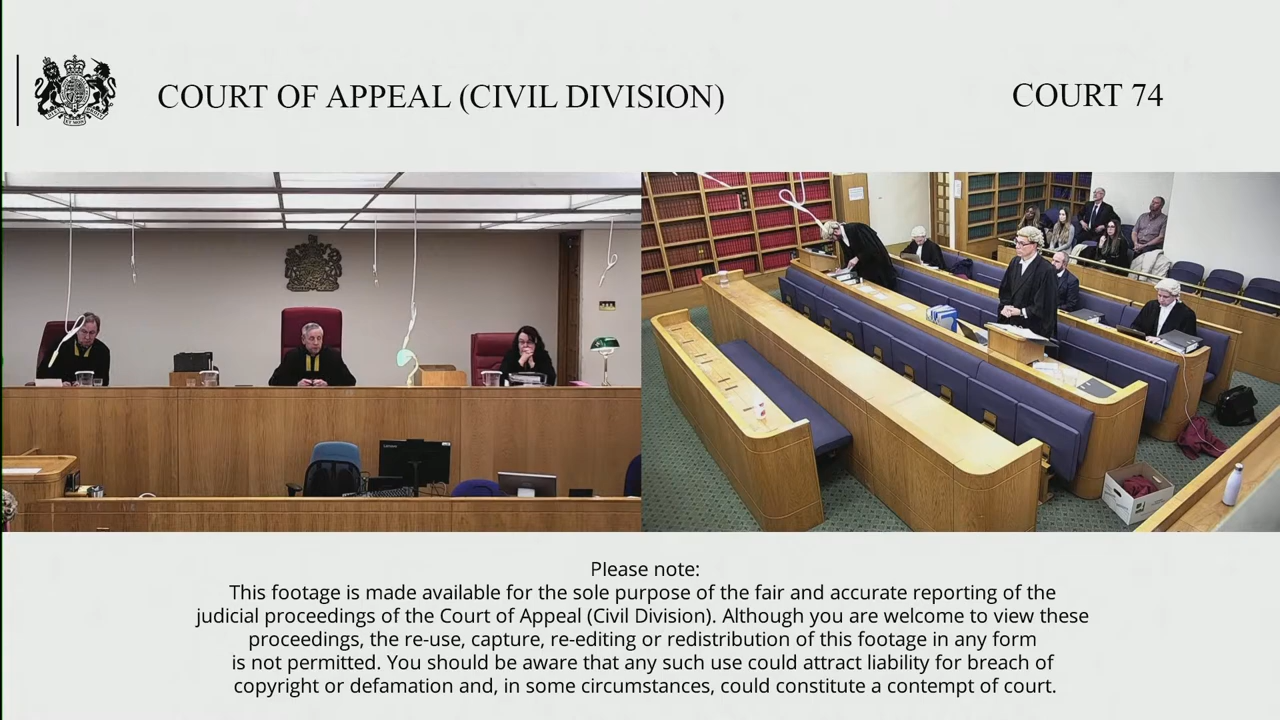 COURT OF APPEAL (CIVIL DIVISION)
COURT 74
Please note:
This footage is made available for the sole purpose of the fair and accurate reporting of the
judicial proceedings of the Court of Appeal (Civil Division). Although you are welcome to view these
proceedings, the re-use, capture, re-editing or redistribution of this footage in any form
is not permitted. You should be aware that any such use could attract liability for breach of
copyright or defamation and, in some circumstances, could constitute a contempt of court.